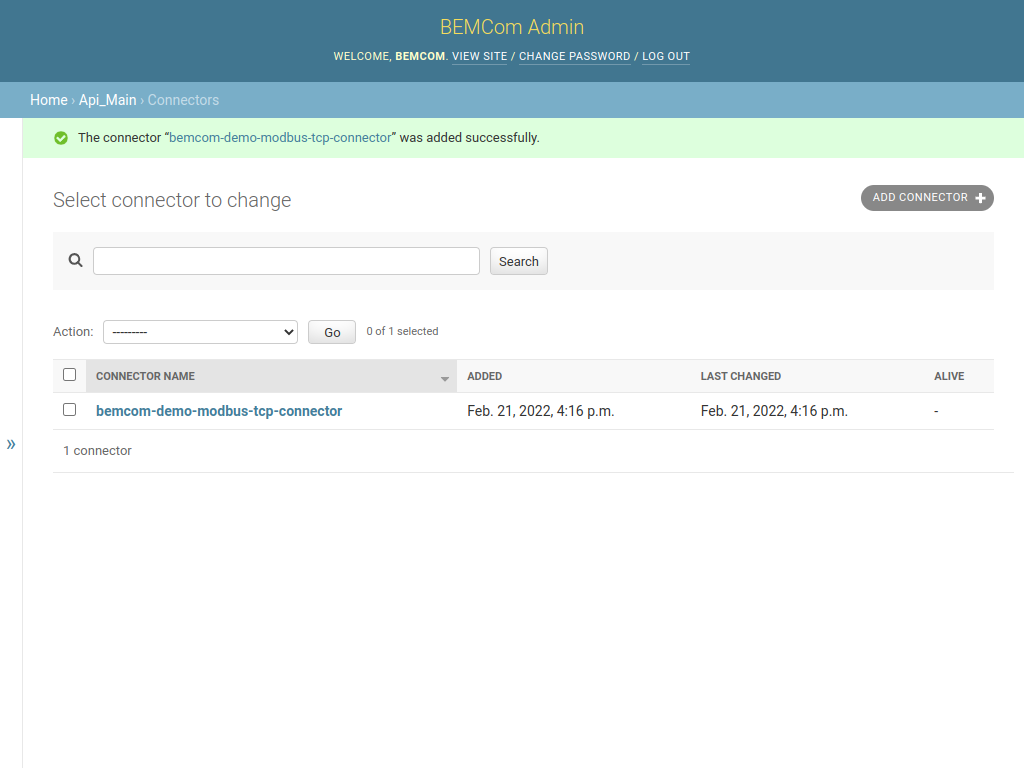 BEMCom Admin
WELCOME, BEMCOM. VIEW SITE / CHANGE PASSWORD / LOG OUT
Home › Api_Main › Connectors
The connector “bemcom-demo-modbus-tcp-connector” was added successfully.
Select connector to change
ADD CONNECTOR +
Search
Action: --------- Go 0 of 1 selected
CONNECTOR NAME ADDED LAST CHANGED ALIVE
bemcom-demo-modbus-tcp-connector Feb. 21, 2022, 4:16 p.m. Feb. 21, 2022, 4:16 p.m. -
»
1 connector